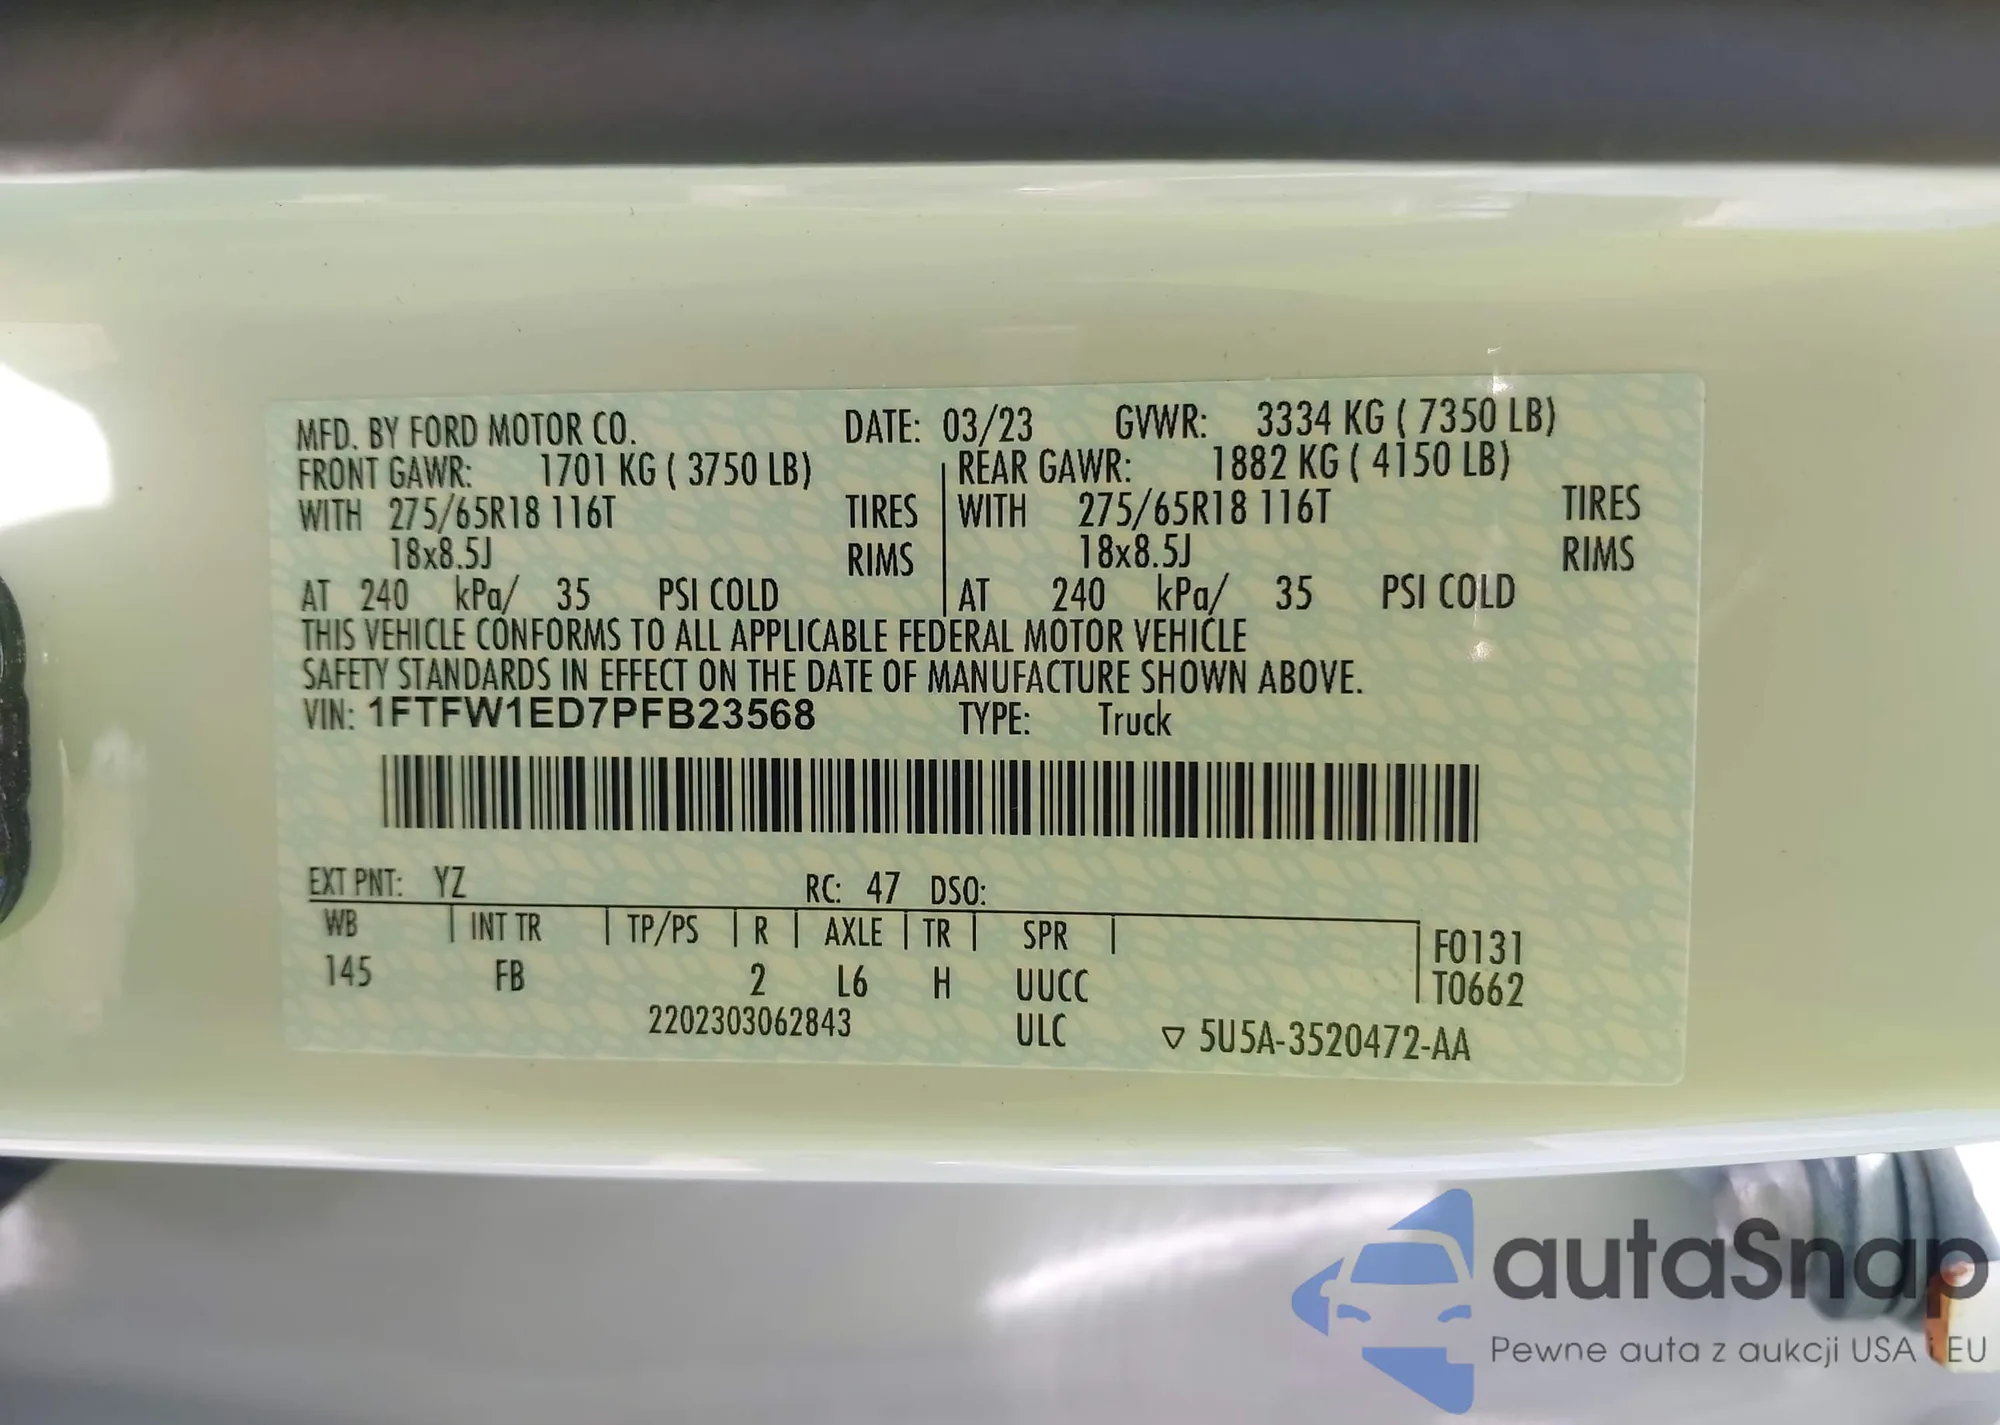 MFD. BY FORD MOTOR CO. DATE: 03/23 GVWR: 3334 KG ( 7350 LB)
FRONT GAWR: 1701 KG ( 3750 LB) REAR GAWR: 1882 KG ( 4150 LB)
WITH 275/65R18 116T TIRES WITH 275/65R18 116T TIRES
18x8.5J RIMS 18x8.5J RIMS
AT 240 kPa/ 35 PSI COLD AT 240 kPa/ 35 PSI COLD
THIS VEHICLE CONFORMS TO ALL APPLICABLE FEDERAL MOTOR VEHICLE
SAFETY STANDARDS IN EFFECT ON THE DATE OF MANUFACTURE SHOWN ABOVE.
VIN: 1FTFW1ED7PFB23568 TYPE: Truck
EXT PNT: YZ RC: 47 DSO:
WB INT TR TP/PS R AXLE TR SPR F0131
145 FB 2 L6 H UUCC T0662
2202303062843 ULC ▽ 5U5A-3520472-AA
autaSnap
Pewne auta z aukcji USA i EU